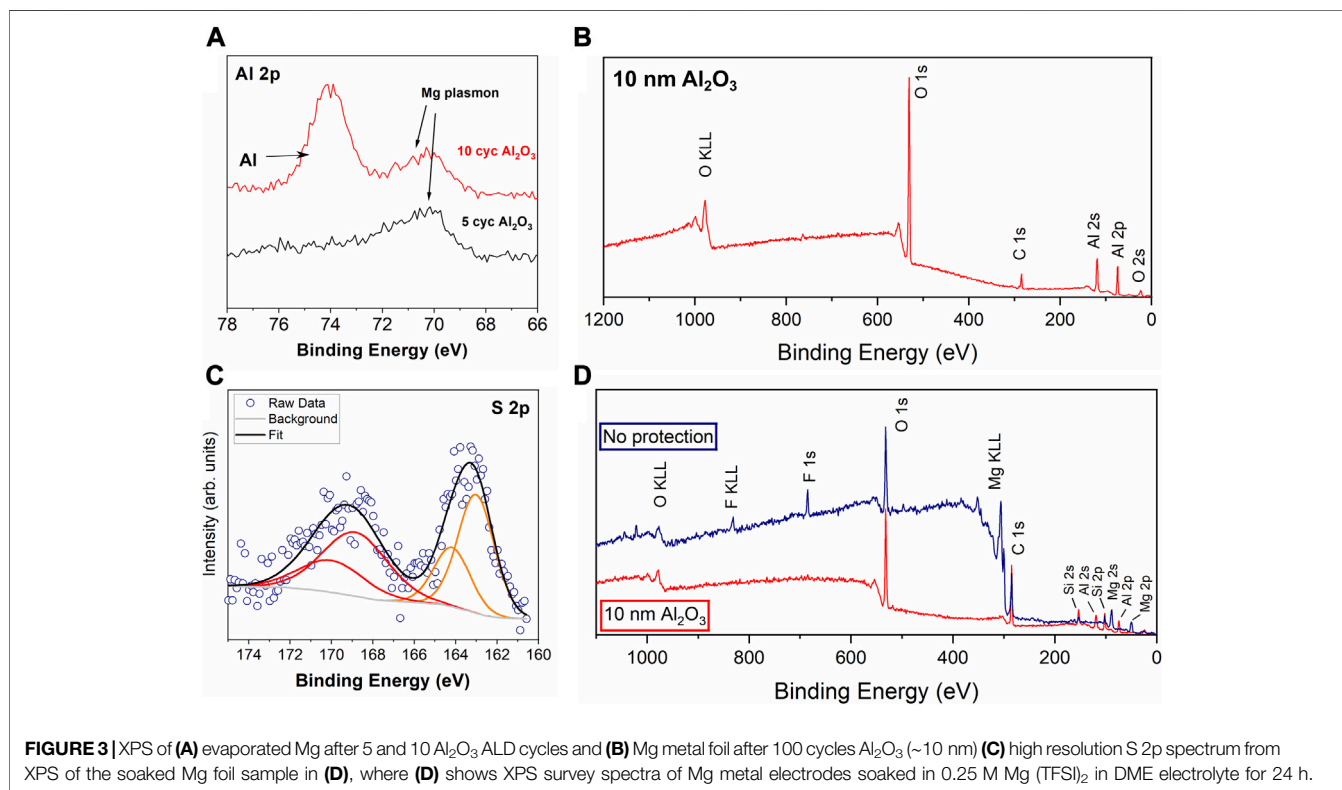 A
Al 2p
Mg plasmon
Al
10 cyc Al₂O₃
5 cyc Al₂O₃
78 76 74 72 70 68 66
Binding Energy (eV)
B
10 nm Al₂O₃
O KLL
O 1s
C 1s
Al 2s
Al 2p
O 2s
1200 1000 800 600 400 200 0
Binding Energy (eV)
C
Raw Data
Background
Fit
S 2p
Intensity (arb. units)
174 172 170 168 166 164 162 160
Binding Energy (eV)
D
No protection
O KLL
F KLL
F 1s
O 1s
Mg KLL
C 1s
Si 2s
Al 2s
Si 2p
Mg 2s
Al 2p
Mg 2p
10 nm Al₂O₃
1000 800 600 400 200 0
Binding Energy (eV)
FIGURE 3 | XPS of (A) evaporated Mg after 5 and 10 Al₂O₃ ALD cycles and (B) Mg metal foil after 100 cycles Al₂O₃ (~10 nm) (C) high resolution S 2p spectrum from
XPS of the soaked Mg foil sample in (D), where (D) shows XPS survey spectra of Mg metal electrodes soaked in 0.25 M Mg (TFSI)₂ in DME electrolyte for 24 h.